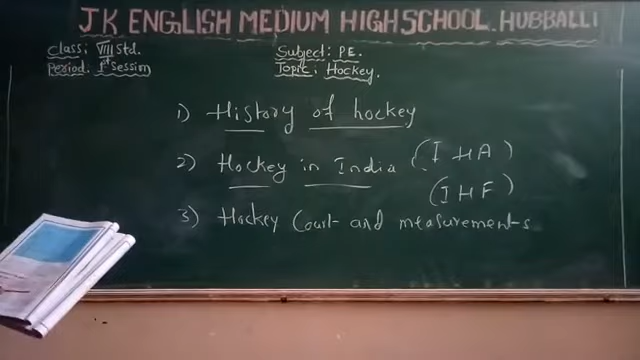 JK ENGLISH MEDIUM HIGHSCHOOL. HUBBALLI
Class: VIII Std.
Period: 1st Session
Subject: P.E.
Topic: Hockey.
1) History of hockey
2) Hockey in India (IHA)
(IHF)
3) Hockey Court and measurements